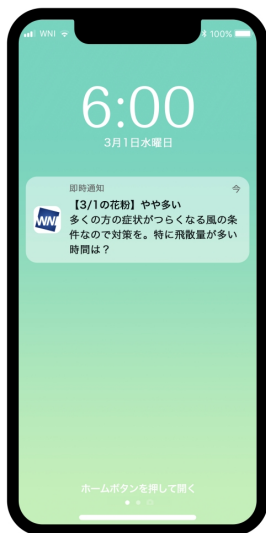 WNI 100%
6:00
3月1日水曜日
即時通知 今
WNI
【3/1の花粉】やや多い
多くの方の症状がつらくなる風の条
件なので対策を。特に飛散量が多い
時間は？
ホームボタンを押して開く